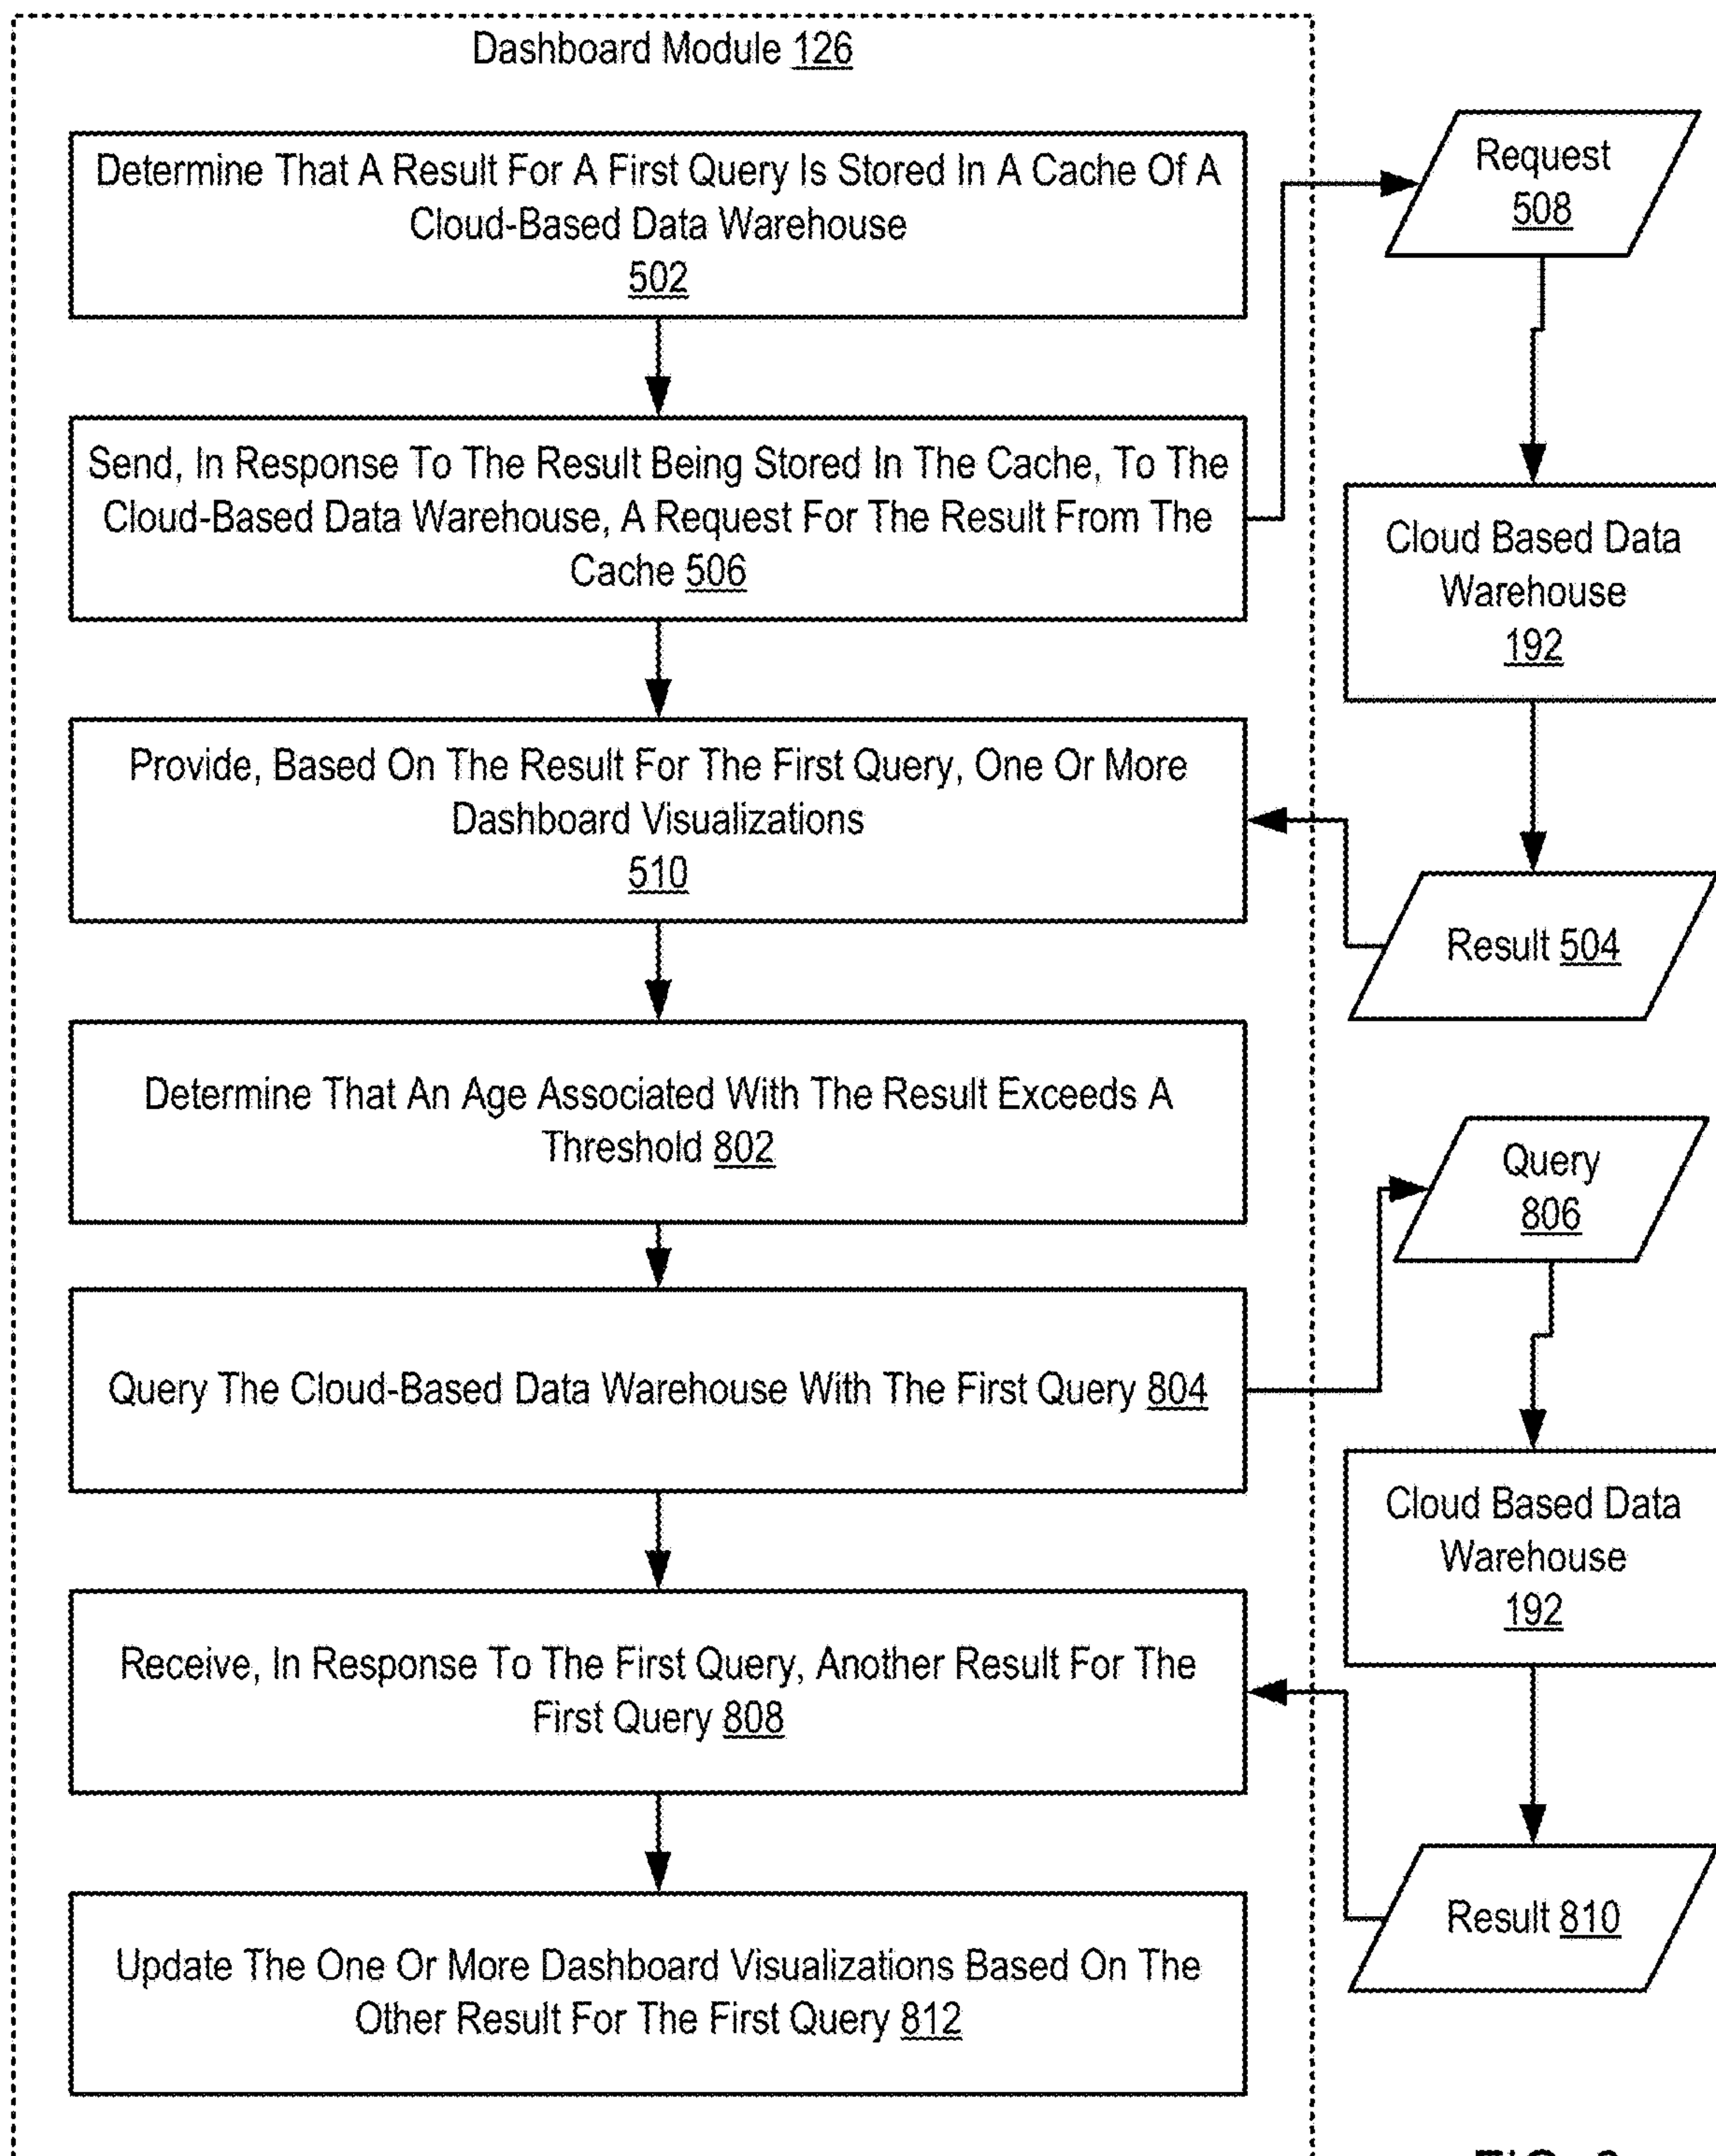 Dashboard Module 126
Determine That A Result For A First Query Is Stored In A Cache Of A
Cloud-Based Data Warehouse
502
Request
508
Send, In Response To The Result Being Stored In The Cache, To The
Cloud-Based Data Warehouse, A Request For The Result From The
Cache 506
Cloud Based Data
Warehouse
192
Provide, Based On The Result For The First Query, One Or More
Dashboard Visualizations
510
Result 504
Determine That An Age Associated With The Result Exceeds A
Threshold 802
Query
806
Query The Cloud-Based Data Warehouse With The First Query 804
Cloud Based Data
Warehouse
192
Receive, In Response To The First Query, Another Result For The
First Query 808
Result 810
Update The One Or More Dashboard Visualizations Based On The
Other Result For The First Query 812